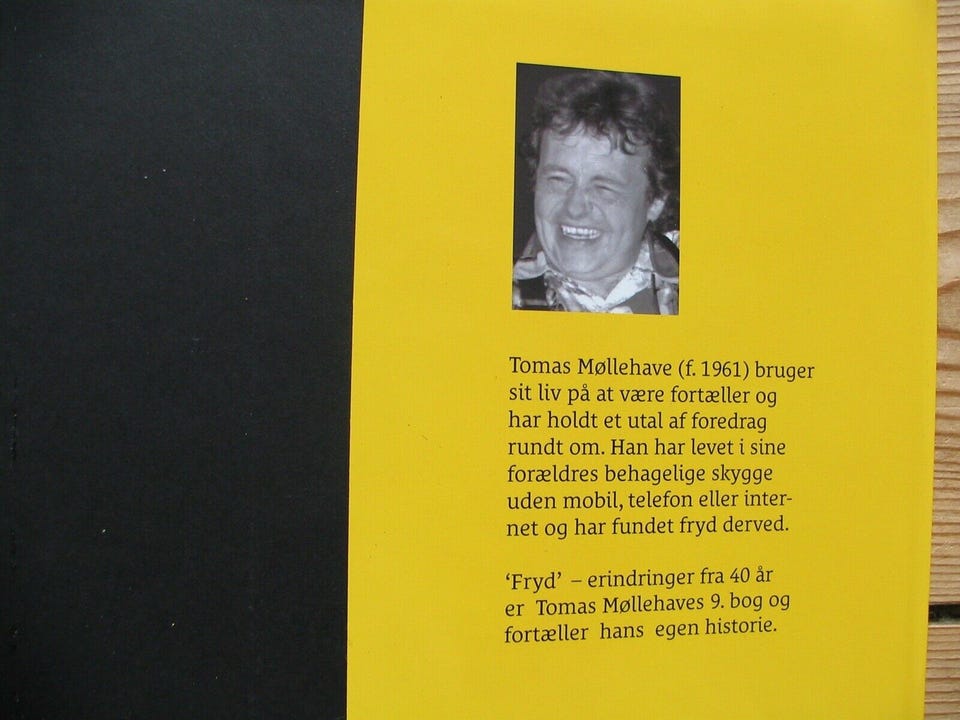 Tomas Møllehave (f. 1961) bruger
sit liv på at være fortæller og
har holdt et utal af foredrag
rundt om. Han har levet i sine
forældres behagelige skygge
uden mobil, telefon eller inter-
net og har fundet fryd derved.
‘Fryd’ – erindringer fra 40 år
er Tomas Møllehaves 9. bog og
fortæller hans egen historie.